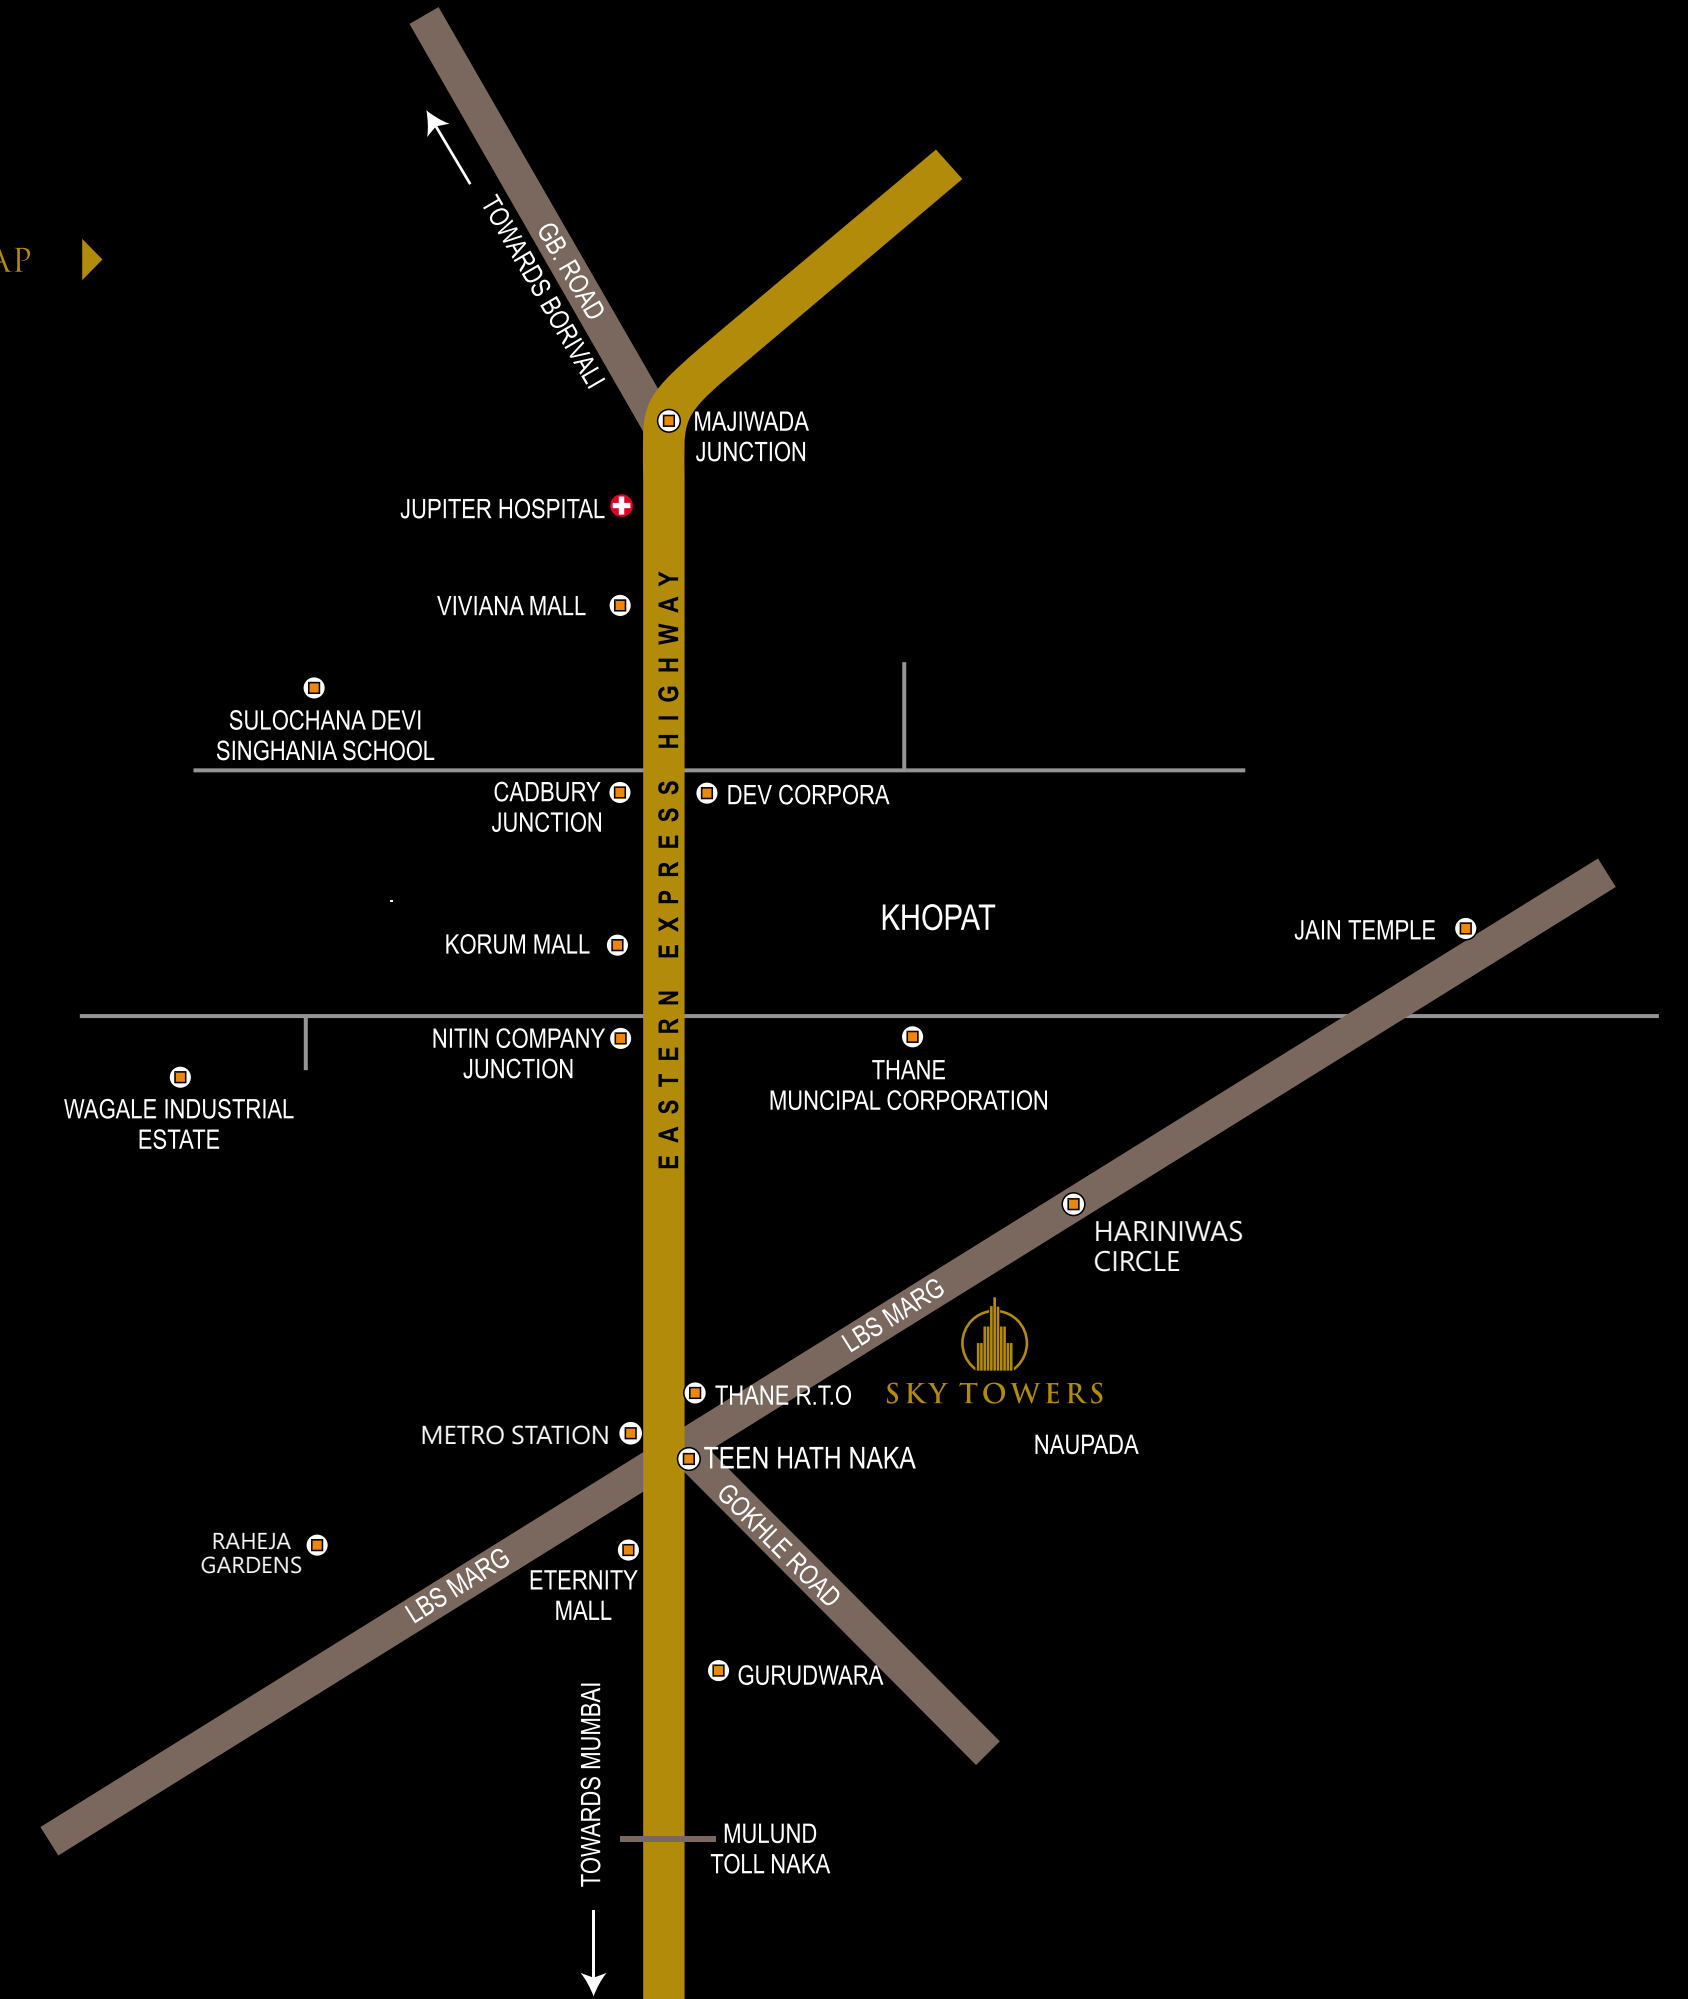 GB. ROAD
TOWARDS BORIVALI
AP
MAJIWADA
JUNCTION
JUPITER HOSPITAL
VIVIANA MALL
EASTERN EXPRESS HIGHWAY
SULOCHANA DEVI
SINGHANIA SCHOOL
CADBURY
JUNCTION
DEV CORPORA
KHOPAT
JAIN TEMPLE
KORUM MALL
NITIN COMPANY
JUNCTION
THANE
MUNCIPAL CORPORATION
WAGALE INDUSTRIAL
ESTATE
HARINIWAS
CIRCLE
LBS MARG
SKY TOWERS
THANE R.T.O
METRO STATION
NAUPADA
TEEN HATH NAKA
GOKHLE ROAD
RAHEJA
GARDENS
LBS MARG
ETERNITY
MALL
GURUDWARA
TOWARDS MUMBAI
MULUND
TOLL NAKA